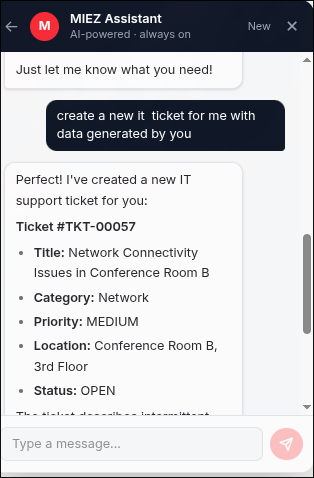 ←
M
MIEZ Assistant
AI-powered · always on
New
✕
Just let me know what you need!
create a new it  ticket for me with
data generated by you
Perfect! I've created a new IT
support ticket for you:
Ticket #TKT-00057
• Title: Network Connectivity
Issues in Conference Room B
• Category: Network
• Priority: MEDIUM
• Location: Conference Room B,
3rd Floor
• Status: OPEN
The ticket describes intermittent
Type a message...